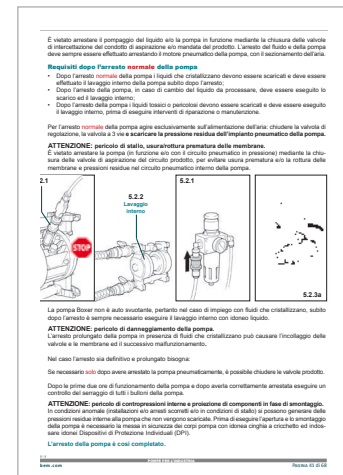 È vietato arrestare il pompaggio del liquido e/o la pompa in funzione mediante la chiusura delle valvole
di intercettazione del condotto di aspirazione e/o mandata del prodotto. L'arresto del fluido e della pompa
deve sempre essere effettuato arrestando il motore pneumatico della pompa, con il sezionamento dell'aria.
Requisiti dopo l'arresto normale della pompa
• Dopo l'arresto normale della pompa i liquidi che cristallizzano devono essere scaricati e deve essere
effettuato il lavaggio interno della pompa subito dopo l'arresto;
• Dopo l'arresto della pompa, in caso di cambio del liquido da processare, deve essere eseguito lo
scarico ed il lavaggio interno;
• Dopo l'arresto della pompa i liquidi tossici o pericolosi devono essere scaricati e deve essere eseguito
il lavaggio interno, prima di eseguire interventi di riparazione o manutenzione.
Per l'arresto normale della pompa agire esclusivamente sull'alimentazione dell'aria: chiudere la valvola di
regolazione, la valvola a 3 vie e scaricare la pressione residua dell'impianto pneumatico della pompa.
ATTENZIONE: pericolo di stallo, usura/rottura prematura delle membrane.
È vietato arrestare la pompa (in funzione e/o con il circuito pneumatico in pressione) mediante la chiu-
sura delle valvole di aspirazione del circuito prodotto, per evitare usura prematura e/o la rottura delle
membrane e pressioni residue nel circuito pneumatico interno della pompa.
5.2.1
5.2.2
Lavaggio
interno
STOP
5.2.1
5.2.3a
La pompa Boxer non è auto svuotante, pertanto nel caso di impiego con fluidi che cristallizzano, subito
dopo l'arresto è sempre necessario eseguire il lavaggio interno con idoneo liquido.
ATTENZIONE: pericolo di danneggiamento della pompa.
L'arresto prolungato della pompa in presenza di fluidi che cristallizzano può causare l'incollaggio delle
valvole e le membrane ed il successivo malfunzionamento.
Nel caso l'arresto sia definitivo e prolungato bisogna:
Se necessario solo dopo avere arrestato la pompa pneumaticamente, è possibile chiudere le valvole prodotto.
Dopo le prime due ore di funzionamento della pompa e dopo averla correttamente arrestata eseguire un
controllo del serraggio di tutti i bulloni della pompa.
ATTENZIONE: pericolo di contropressioni interne e proiezione di componenti in fase di smontaggio.
In condizioni anomale (installazioni e/o arresti scorretti e/o in condizioni di stallo) si possono generare delle
pressioni residue interne alla pompa che non vengono scaricate. Prima di eseguire l'apertura e lo smontaggio
della pompa è necessario la messa in sicurezza dei corpi pompa con idonea cinghia a cricchetto ed indos-
sare idonei Dispositivi di Protezione Individuali (DPI).
L'arresto della pompa è così completato.
POMPE PER L'INDUSTRIA